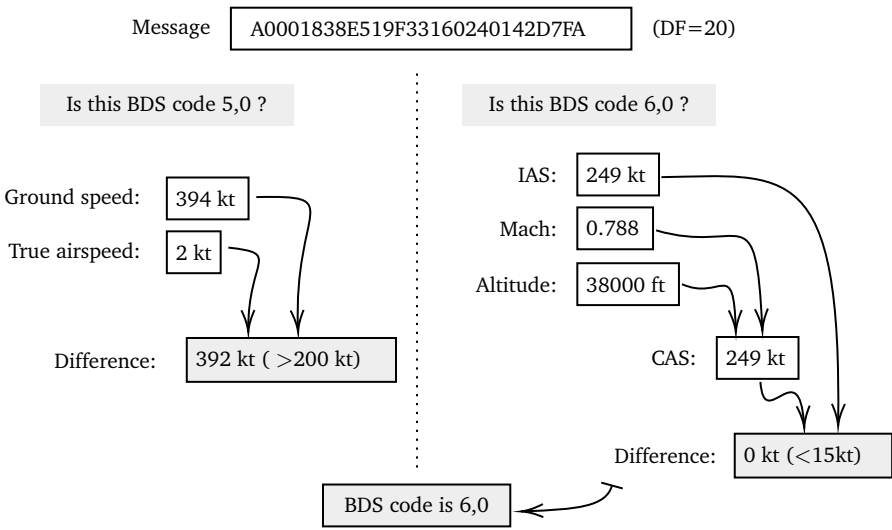 Message A0001838E519F33160240142D7FA (DF=20)
Is this BDS code 5,0 ?
Ground speed: 394 kt
True airspeed: 2 kt
Difference: 392 kt ( >200 kt)
Is this BDS code 6,0 ?
IAS: 249 kt
Mach: 0.788
Altitude: 38000 ft
CAS: 249 kt
Difference: 0 kt (<15kt)
BDS code is 6,0